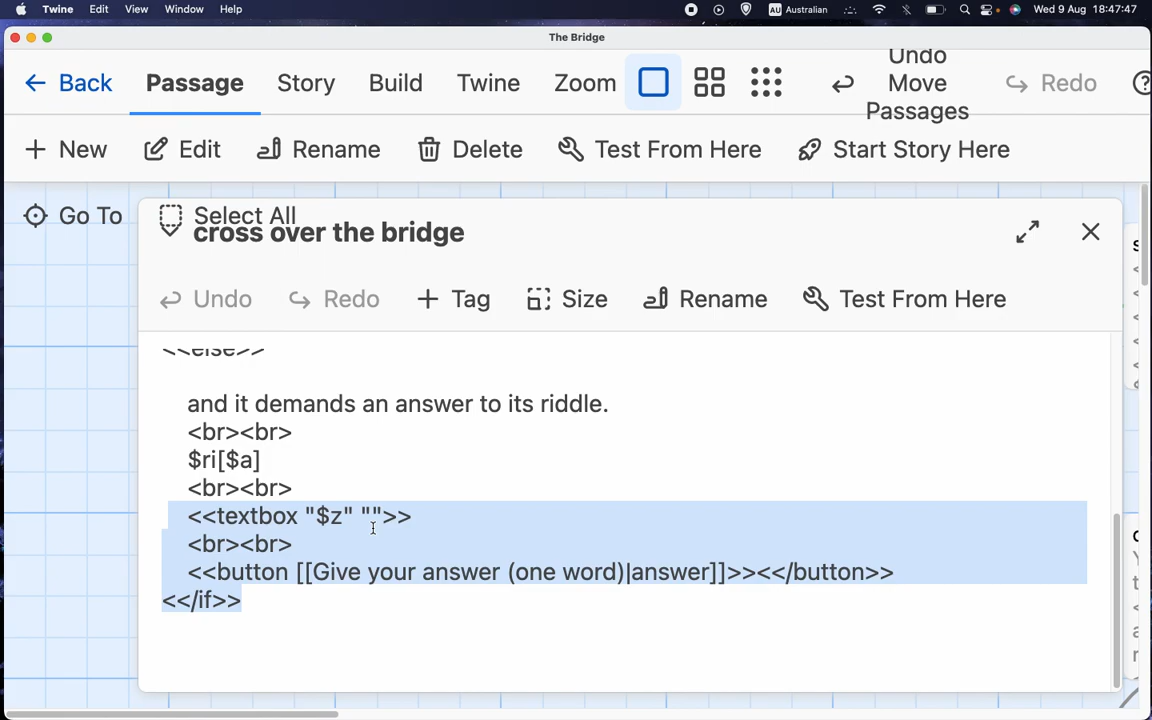 Twine Edit View Window Help
AU Australian Wed 9 Aug 18:47:47
The Bridge
Back Passage Story Build Twine Zoom Undo Move Passages Redo
New Edit Rename Delete Test From Here Start Story Here
Go To Select All
cross over the bridge
Undo Redo Tag Size Rename Test From Here
<<else>>
and it demands an answer to its riddle.
<br><br>
$ri[$a]
<br><br>
<<textbox "$z" "">>
<br><br>
<<button [[Give your answer (one word)|answer]]>><</button>>
<</if>>